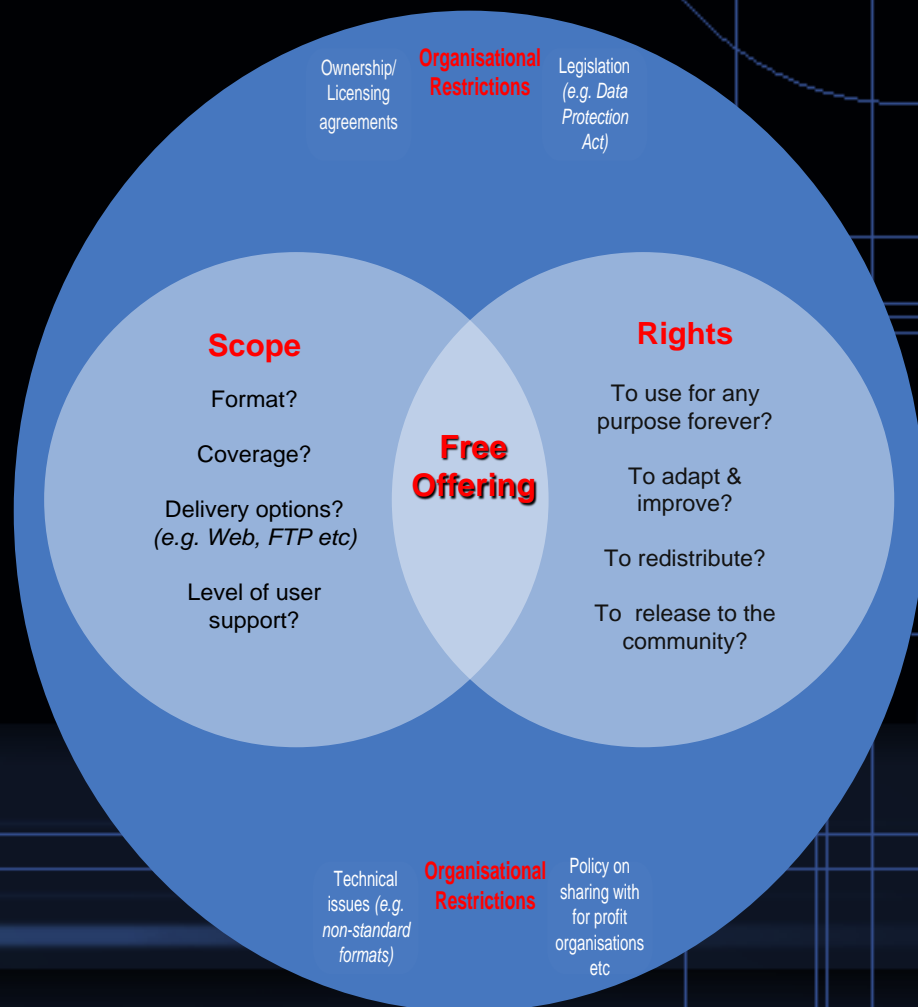 Ownership/
Licensing
agreements
Organisational
Restrictions
Legislation
(e.g. Data
Protection
Act)
Scope
Format?
Coverage?
Delivery options?
(e.g. Web, FTP etc)
Level of user
support?
Free
Offering
Rights
To use for any
purpose forever?
To adapt &
improve?
To redistribute?
To release to the
community?
Technical
issues (e.g.
non-standard
formats)
Organisational
Restrictions
Policy on
sharing with
for profit
organisations
etc